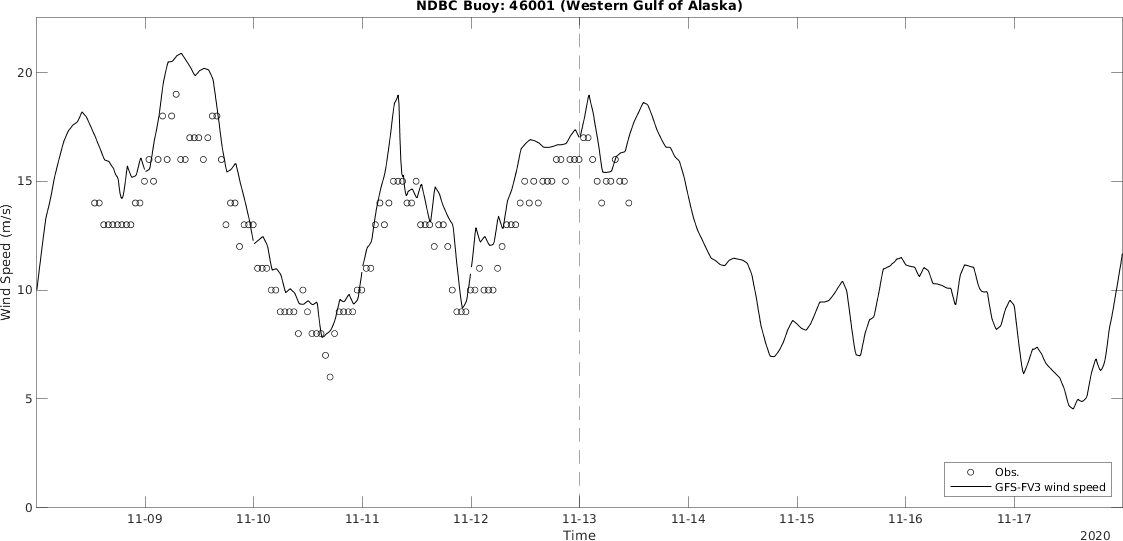 NDBC Buoy: 46001 (Western Gulf of Alaska)
Wind Speed (m/s)
20
15
10
5
0
Obs.
GFS-FV3 wind speed
11-09 11-10 11-11 11-12 11-13 11-14 11-15 11-16 11-17
Time
2020